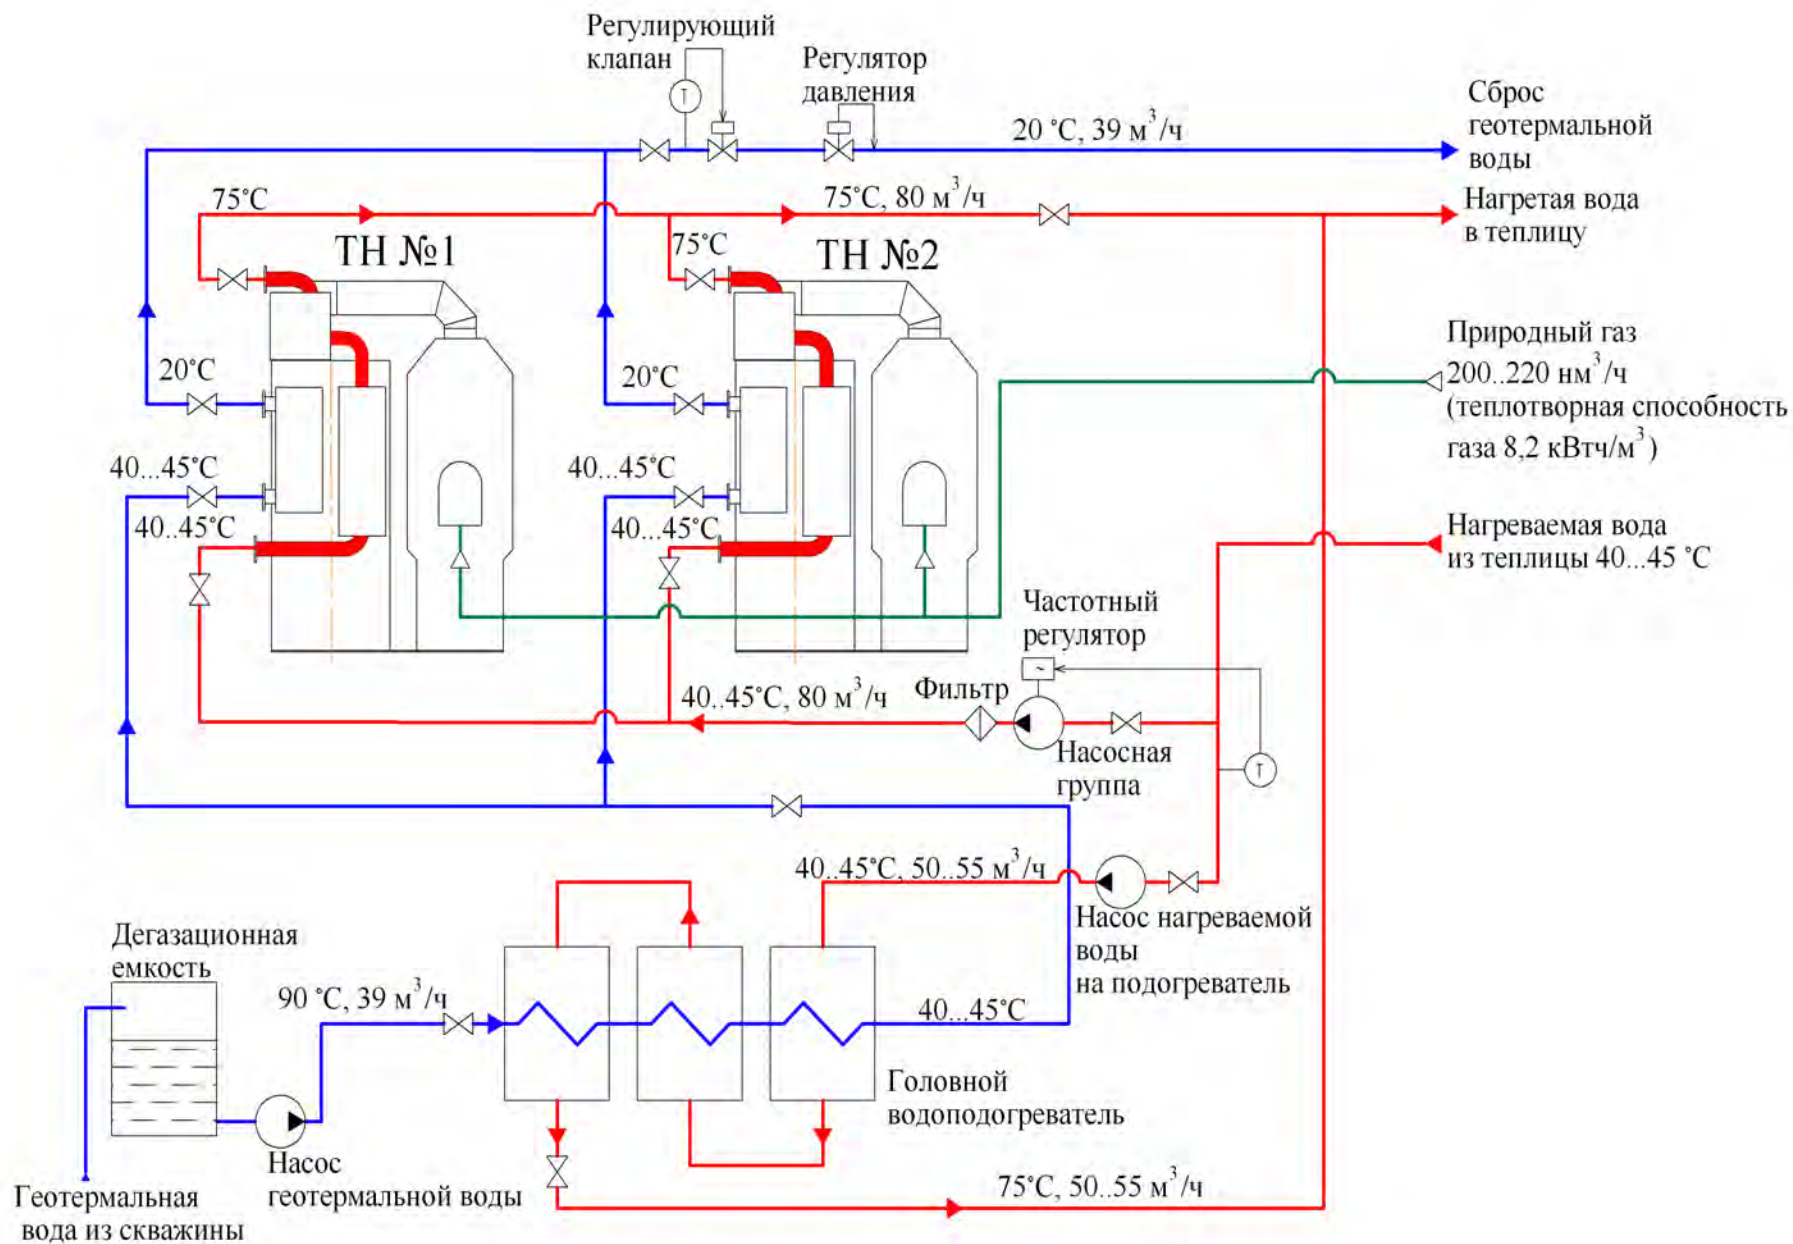 Регулирующий
клапан
Регулятор
давления
Т
20 °С, 39 м³/ч
Сброс
геотермальной
воды
75°С
75°С, 80 м³/ч
Нагретая вода
в теплицу
ТН №1
75°С
ТН №2
Природный газ
200..220 нм³/ч
(теплотворная способность
газа 8,2 кВтч/м³)
20°С
20°С
40...45°С
40...45°С
40..45°С
40...45°С
Нагреваемая вода
из теплицы 40...45 °С
Частотный
регулятор
~
40..45°С, 80 м³/ч
Фильтр
Насосная
группа
Т
40..45°С, 50..55 м³/ч
Насос нагреваемой
воды
на подогреватель
Дегазационная
емкость
90 °С, 39 м³/ч
40...45°С
Головной
водоподогреватель
Насос
геотермальной воды
75°С, 50..55 м³/ч
Геотермальная
вода из скважины